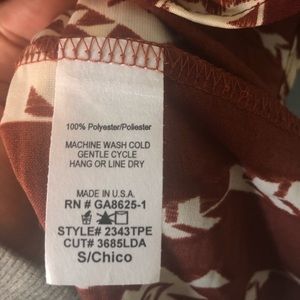 100% Polyester/Poliester
MACHINE WASH COLD
GENTLE CYCLE
HANG OR LINE DRY
MADE IN U.S.A.
RN # GA8625-1
STYLE# 2343TPE
CUT# 3685LDA
S/Chico